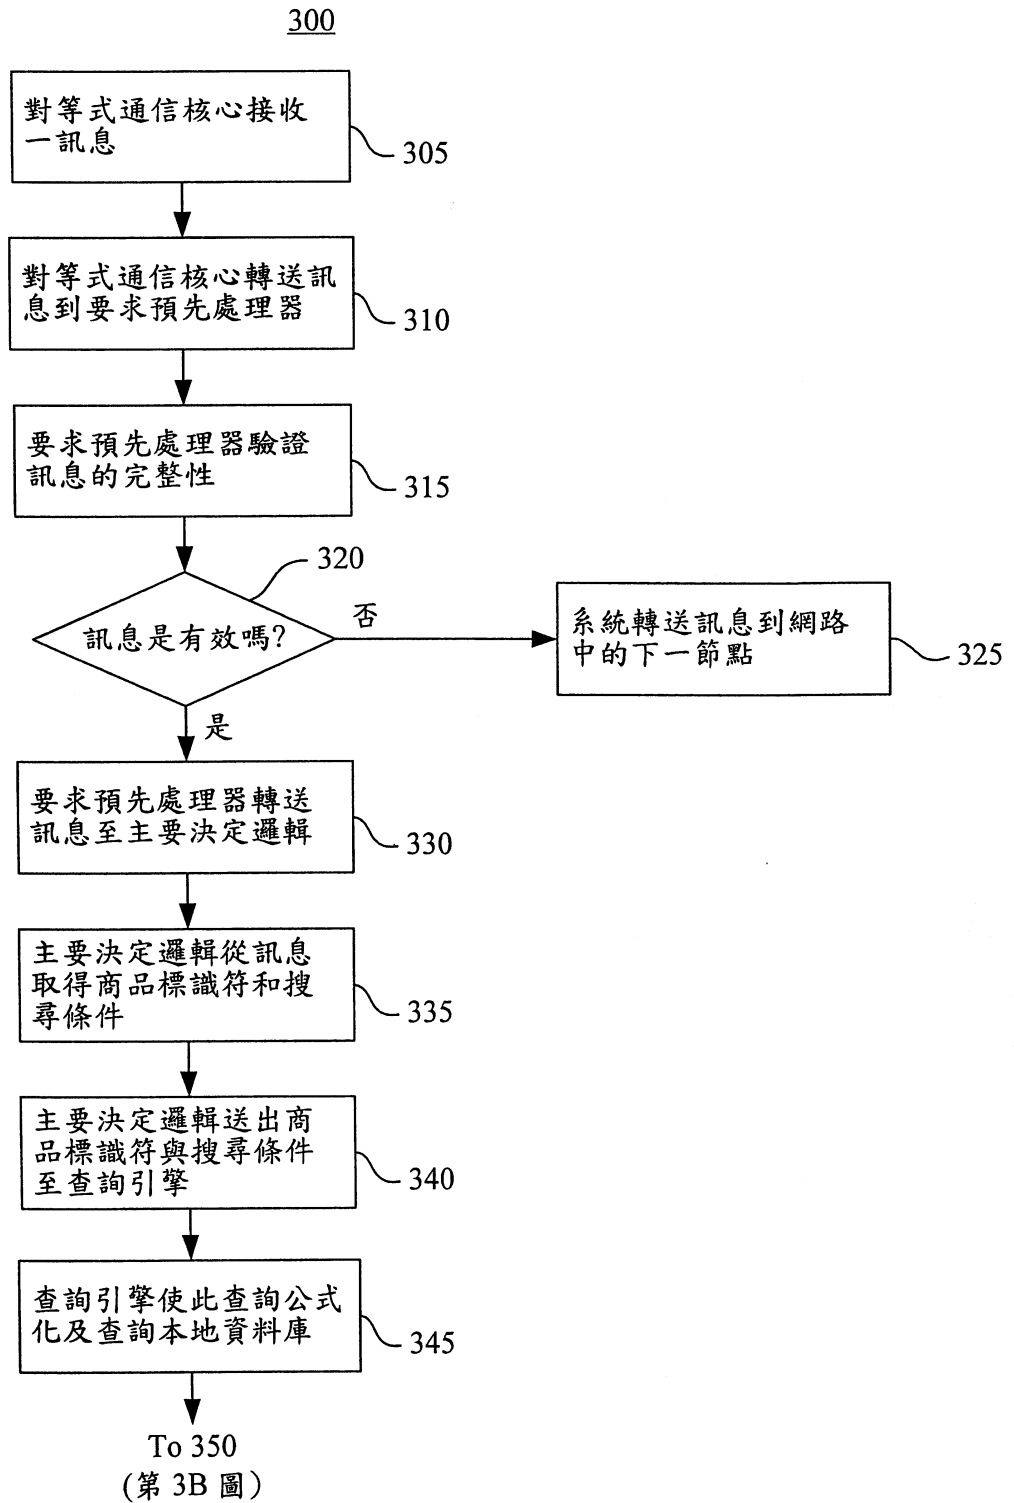 300
對等式通信核心接收
一訊息
305
對等式通信核心轉送訊
息到要求預先處理器
310
要求預先處理器驗證
訊息的完整性
315
320
訊息是有效嗎?
否
系統轉送訊息到網路
中的下一節點
325
是
要求預先處理器轉送
訊息至主要決定邏輯
330
主要決定邏輯從訊息
取得商品標識符和搜
尋條件
335
主要決定邏輯送出商
品標識符與搜尋條件
至查詢引擎
340
查詢引擎使此查詢公式
化及查詢本地資料庫
345
To 350
(第 3B 圖)